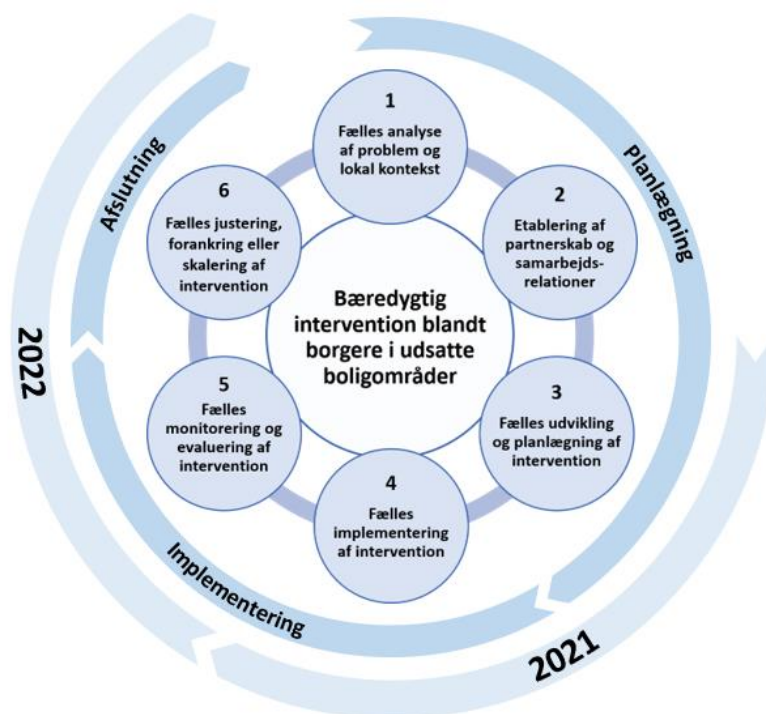 1
Fælles analyse
af problem og
lokal kontekst
2
Etablering af
partnerskab og
samarbejds-
relationer
3
Fælles udvikling
og planlægning af
intervention
4
Fælles
implementering
af intervention
5
Fælles
monitorering og
evaluering af
intervention
6
Fælles justering,
forankring eller
skalering af
intervention
Bæredygtig
intervention blandt
borgere i udsatte
boligområder
Planlægning
Implementering
Afslutning
2021
2022